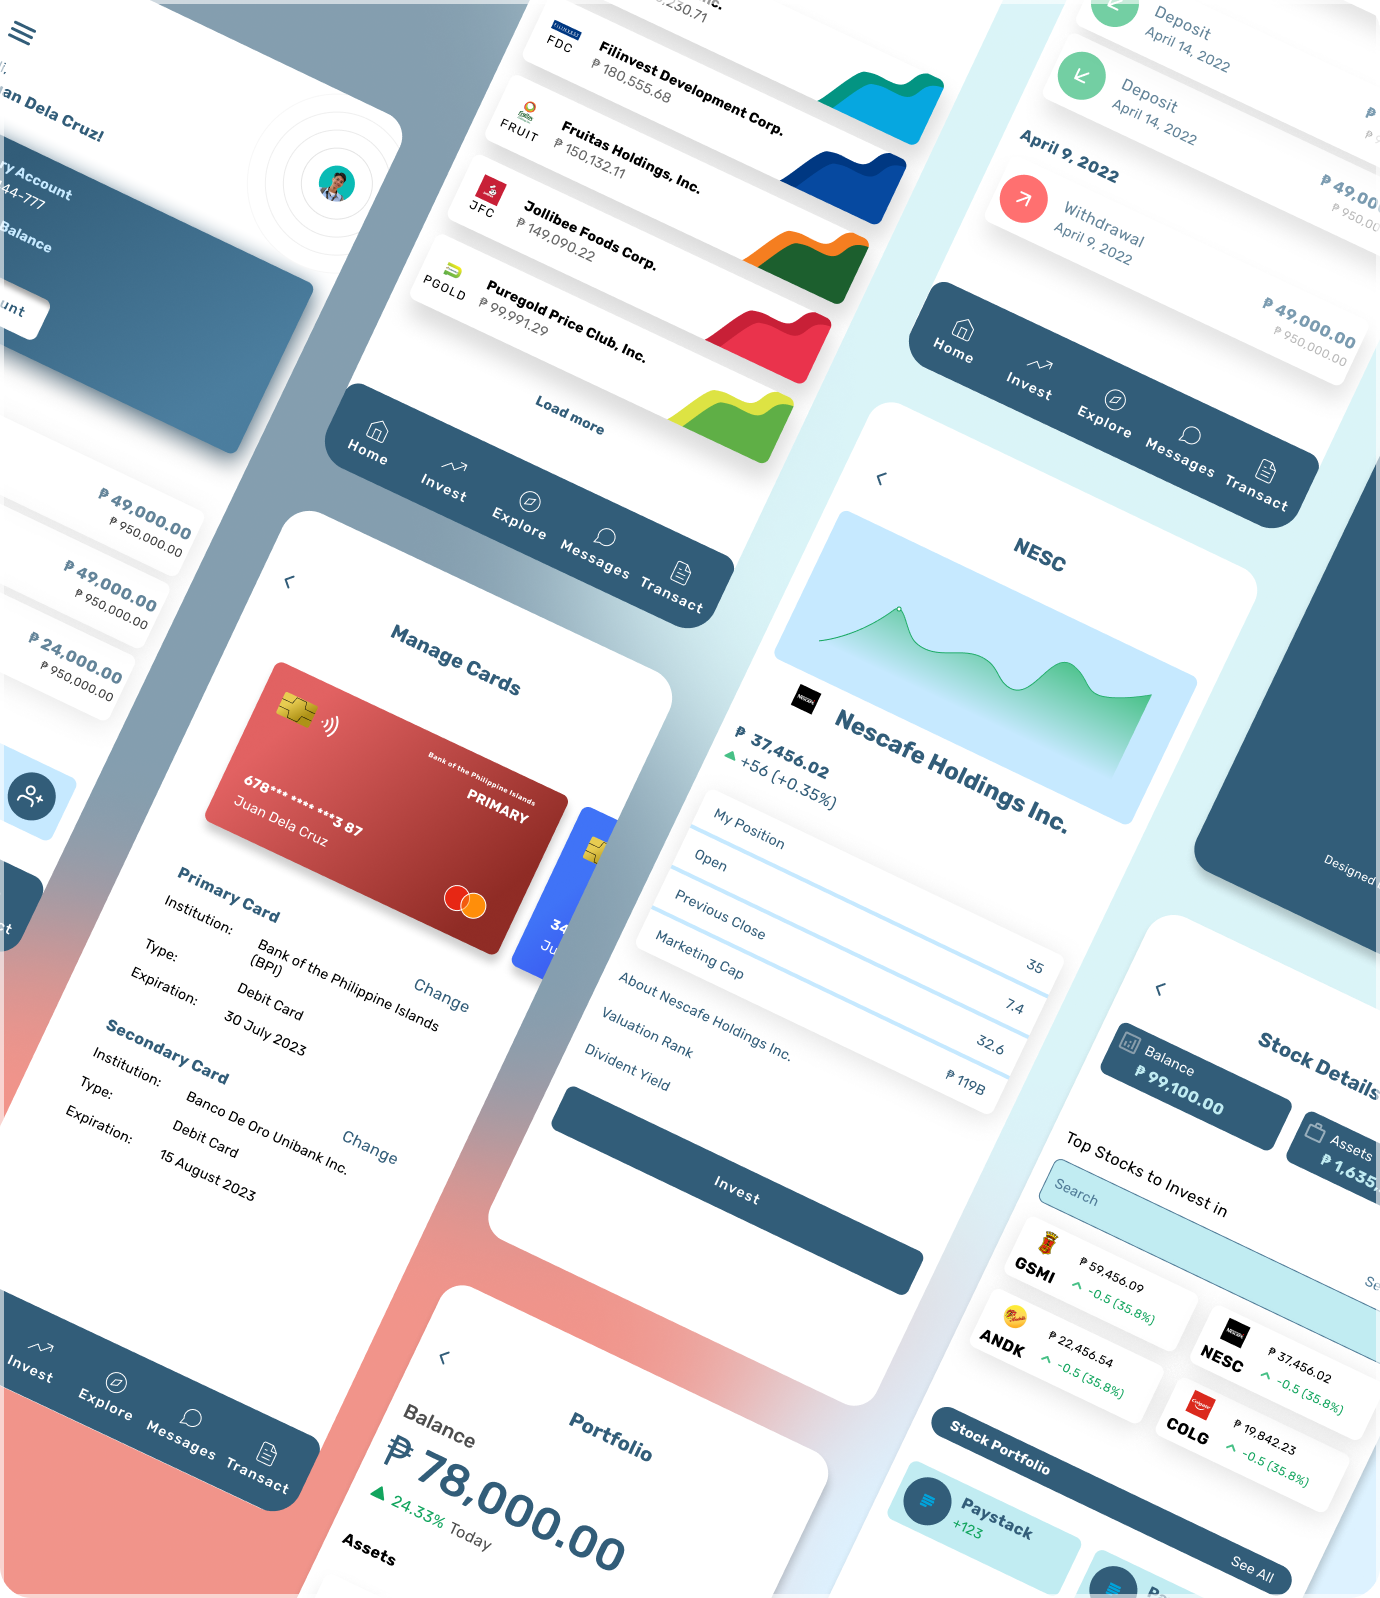 an Dela Cruz!
ry Account
44-777
Balance
unt
₱ 49,000.00
₱ 950,000.00
₱ 49,000.00
₱ 950,000.00
₱ 24,000.00
₱ 950,000.00
230.71
FILINVEST
FDC
Filinvest Development Corp.
₱ 180,555.68
FRUIT
Fruitas Holdings, Inc.
₱ 150,132.11
JFC
Jollibee Foods Corp.
₱ 149,090.22
PGOLD
Puregold Price Club, Inc.
₱ 99,991.29
Load more
Home
Invest
Explore
Messages
Transact
Manage Cards
Bank of the Philippine Islands
PRIMARY
678*** **** ***3 87
Juan Dela Cruz
34
Ju
Primary Card
Institution:
Bank of the Philippine Islands
(BPI)
Change
Type:
Debit Card
Expiration:
30 July 2023
Secondary Card
Institution:
Banco De Oro Unibank Inc.
Change
Type:
Debit Card
Expiration:
15 August 2023
Invest
Explore
Messages
Transact
Deposit
April 14, 2022
Deposit
April 14, 2022
₱ 49,00
₱ 950,00
April 9, 2022
Withdrawal
April 9, 2022
₱ 49,000.00
₱ 950,000.00
Home
Invest
Explore
Messages
Transact
NESC
NESCAFE
Nescafe Holdings Inc.
₱ 37,456.02
+56 (+0.35%)
My Position
35
Open
7.4
Previous Close
32.6
Marketing Cap
₱ 119B
About Nescafe Holdings Inc.
Valuation Rank
Divident Yield
Invest
Portfolio
Balance
₱ 78,000.00
24.33% Today
Assets
Designed
Stock Details
Balance
₱ 99,100.00
Assets
₱ 1,635,
Top Stocks to Invest in
Search
Se
GSMI
₱ 59,456.09
-0.5 (35.8%)
NESCAFE
NESC
₱ 37,456.02
-0.5 (35.8%)
ANDK
₱ 22,456.54
-0.5 (35.8%)
Colgate
COLG
₱ 19,842.23
-0.5 (35.8%)
Stock Portfolio
See All
Paystack
+123